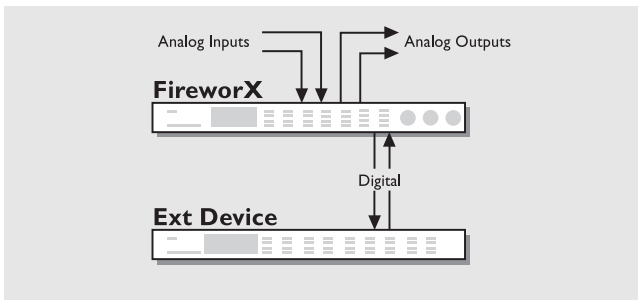 Analog Inputs
Analog Outputs
FireworX
Digital
Ext Device